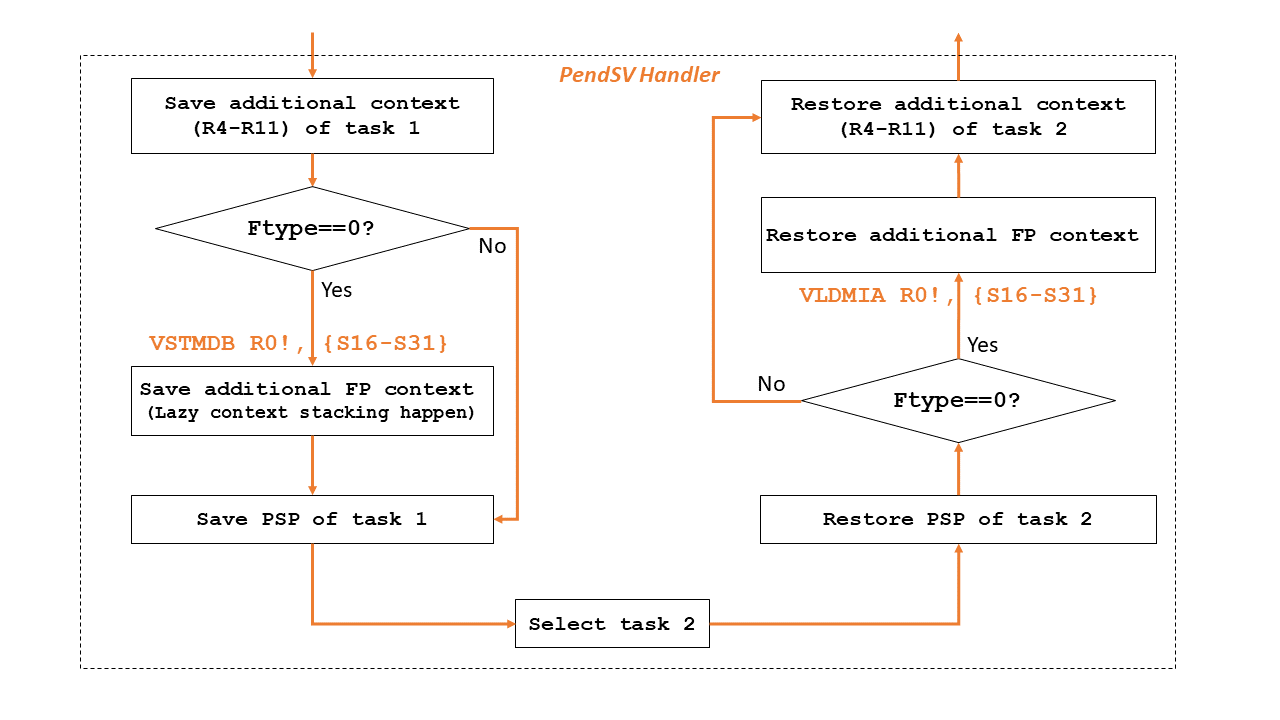 PendSV Handler
Save additional context
(R4-R11) of task 1
Ftype==0?
No
Yes
VSTMDB R0!, {S16-S31}
Save additional FP context
(Lazy context stacking happen)
Save PSP of task 1
Select task 2
Restore PSP of task 2
Ftype==0?
No
Yes
VLDMIA R0!, {S16-S31}
Restore additional FP context
Restore additional context
(R4-R11) of task 2